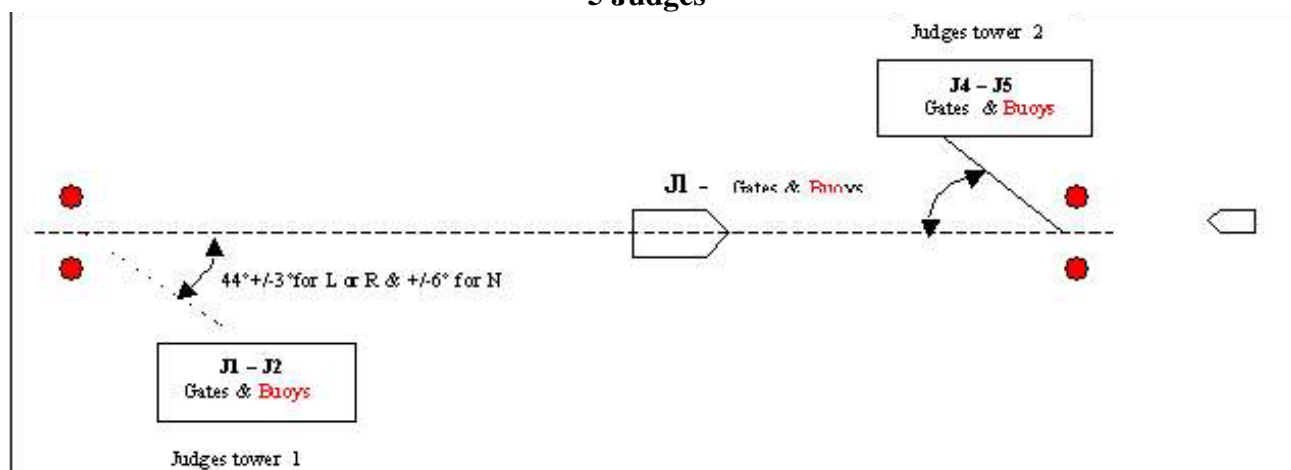 5 Judges
Judges tower 2
J4 – J5
Gates & Buoys
J1 - Gates & Buoys
44°+/-3°for L or R & +/-6° for N
J1 – J2
Gates & Buoys
Judges tower 1